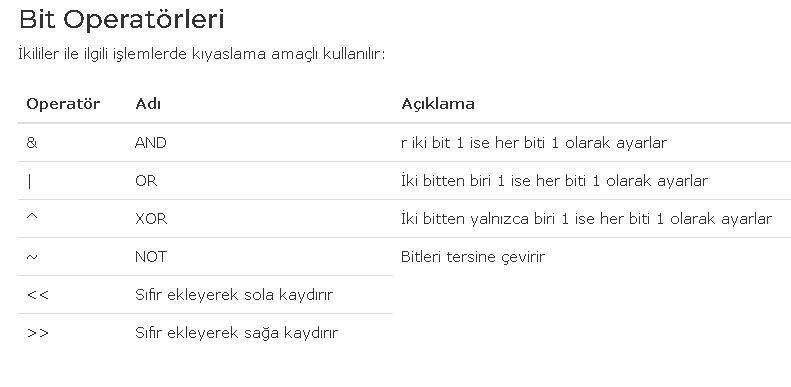 Bit Operatörleri
İkililer ile ilgili işlemlerde kıyaslama amaçlı kullanılır:
Operatör Adı Açıklama
& AND r iki bit 1 ise her biti 1 olarak ayarlar
| OR İki bitten biri 1 ise her biti 1 olarak ayarlar
^ XOR İki bitten yalnızca biri 1 ise her biti 1 olarak ayarlar
~ NOT Bitleri tersine çevirir
<< Sıfır ekleyerek sola kaydırır
>> Sıfır ekleyerek sağa kaydırır